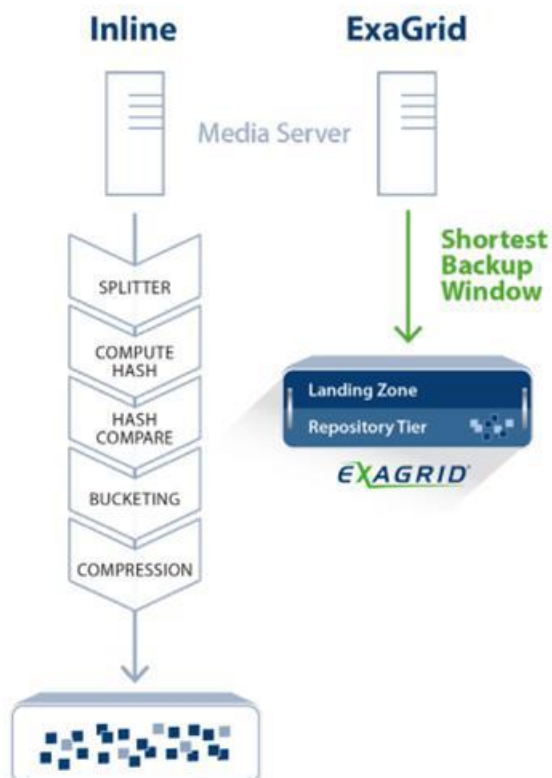 Inline
ExaGrid
Media Server
Shortest
Backup
Window
SPLITTER
COMPUTE
HASH
HASH
COMPARE
BUCKETING
COMPRESSION
Landing Zone
Repository Tier
EXAGRID®